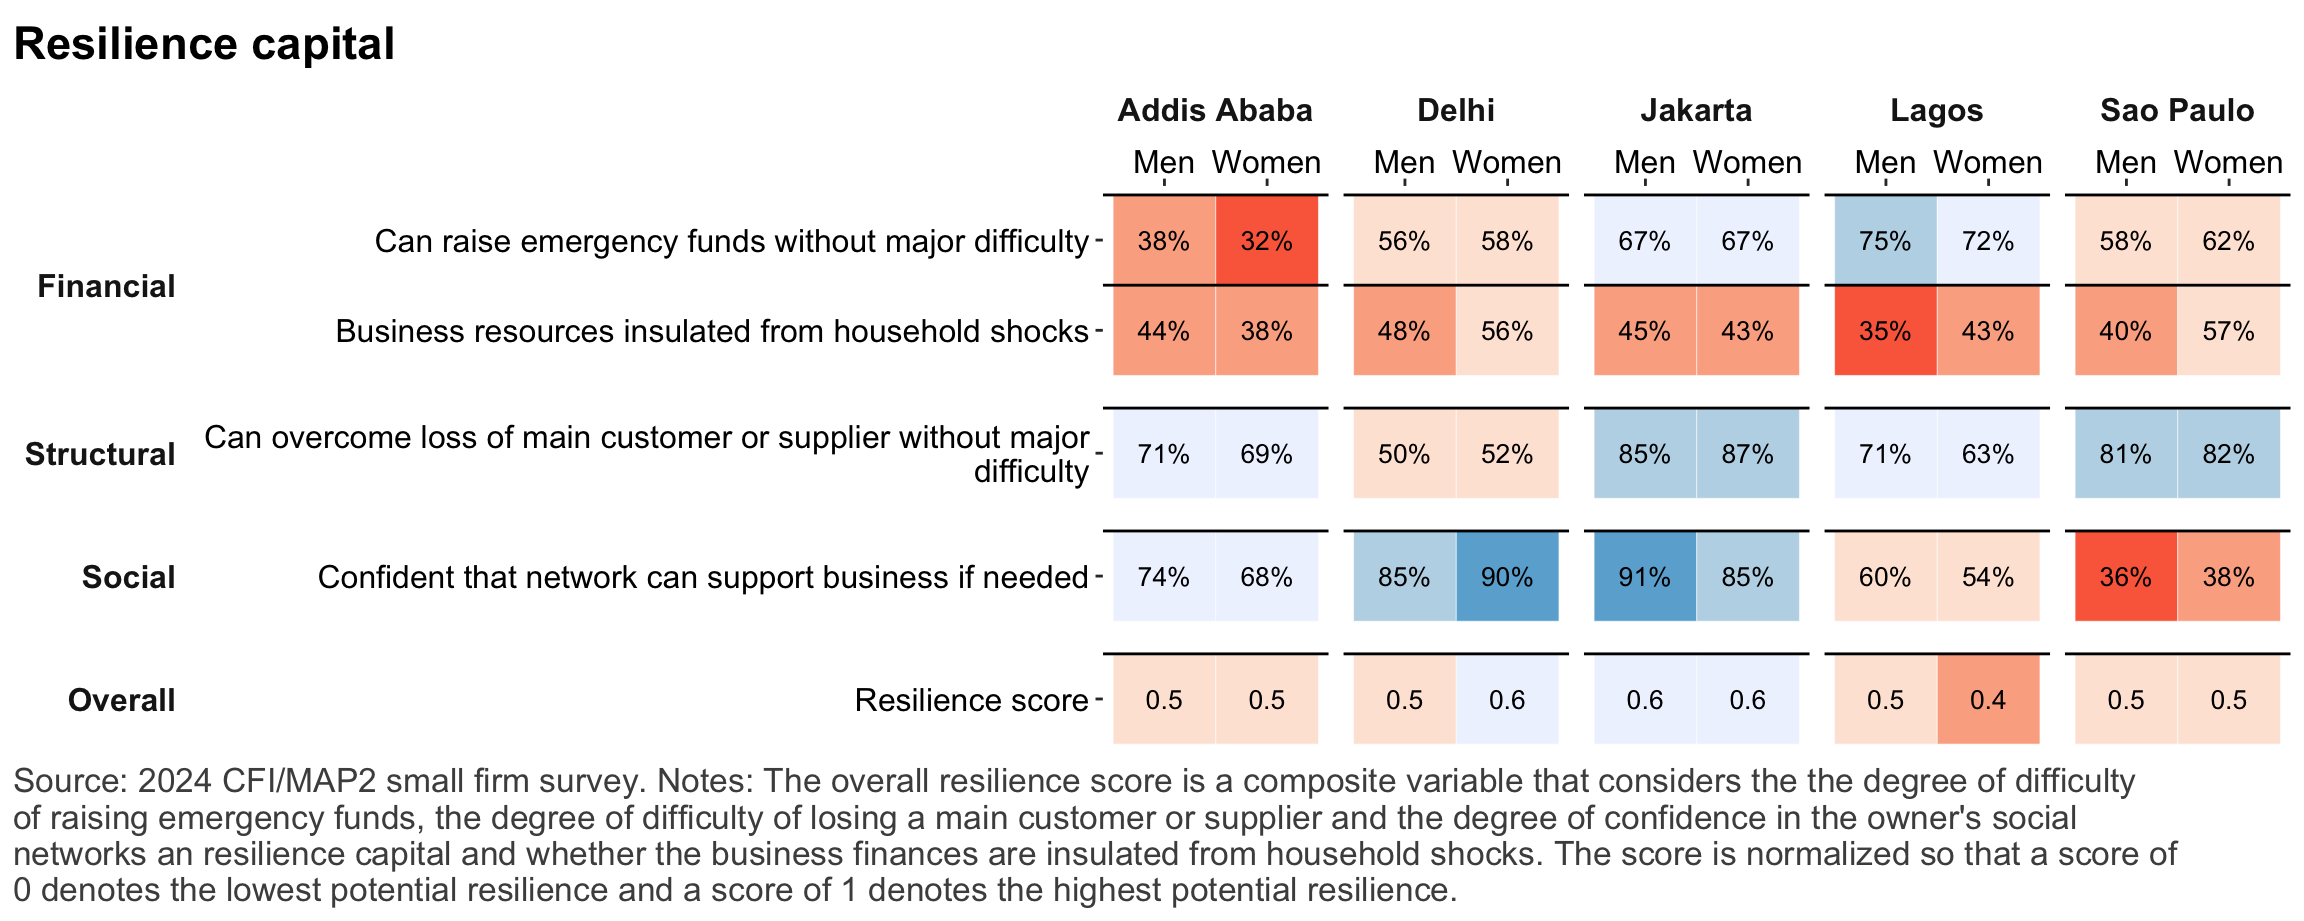 Resilience capital
Addis Ababa Delhi Jakarta Lagos Sao Paulo
Men Women Men Women Men Women Men Women Men Women
Financial
Can raise emergency funds without major difficulty 38% 32% 56% 58% 67% 67% 75% 72% 58% 62%
Business resources insulated from household shocks 44% 38% 48% 56% 45% 43% 35% 43% 40% 57%
Structural
Can overcome loss of main customer or supplier without major
difficulty
71% 69% 50% 52% 85% 87% 71% 63% 81% 82%
Social
Confident that network can support business if needed 74% 68% 85% 90% 91% 85% 60% 54% 36% 38%
Overall
Resilience score 0.5 0.5 0.5 0.6 0.6 0.6 0.5 0.4 0.5 0.5
Source: 2024 CFI/MAP2 small firm survey. Notes: The overall resilience score is a composite variable that considers the the degree of difficulty
of raising emergency funds, the degree of difficulty of losing a main customer or supplier and the degree of confidence in the owner's social
networks an resilience capital and whether the business finances are insulated from household shocks. The score is normalized so that a score of
0 denotes the lowest potential resilience and a score of 1 denotes the highest potential resilience.